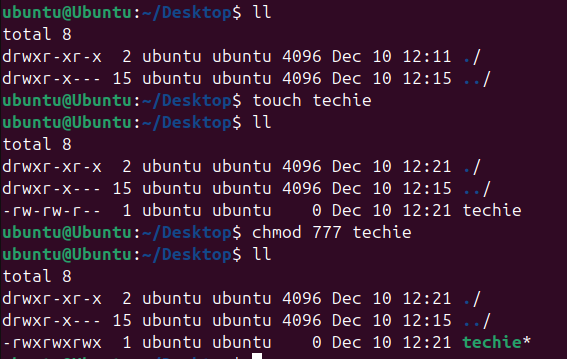 ubuntu@Ubuntu:~/Desktop$ ll
total 8
drwxr-xr-x  2 ubuntu ubuntu 4096 Dec 10 12:11 ./
drwxr-x--- 15 ubuntu ubuntu 4096 Dec 10 12:15 ../
ubuntu@Ubuntu:~/Desktop$ touch techie
ubuntu@Ubuntu:~/Desktop$ ll
total 8
drwxr-xr-x  2 ubuntu ubuntu 4096 Dec 10 12:21 ./
drwxr-x--- 15 ubuntu ubuntu 4096 Dec 10 12:15 ../
-rw-rw-r--  1 ubuntu ubuntu    0 Dec 10 12:21 techie
ubuntu@Ubuntu:~/Desktop$ chmod 777 techie
ubuntu@Ubuntu:~/Desktop$ ll
total 8
drwxr-xr-x  2 ubuntu ubuntu 4096 Dec 10 12:21 ./
drwxr-x--- 15 ubuntu ubuntu 4096 Dec 10 12:15 ../
-rwxrwxrwx  1 ubuntu ubuntu    0 Dec 10 12:21 techie*